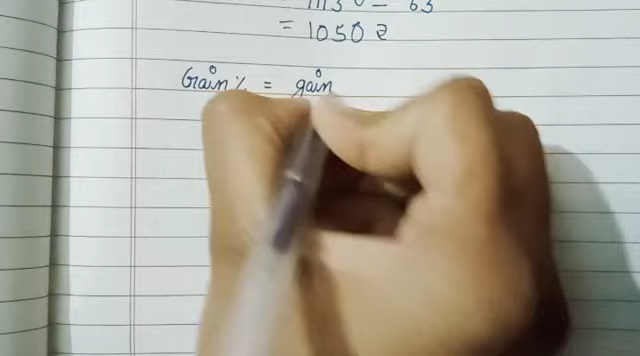 = 1050 ₹
Gain% = gain